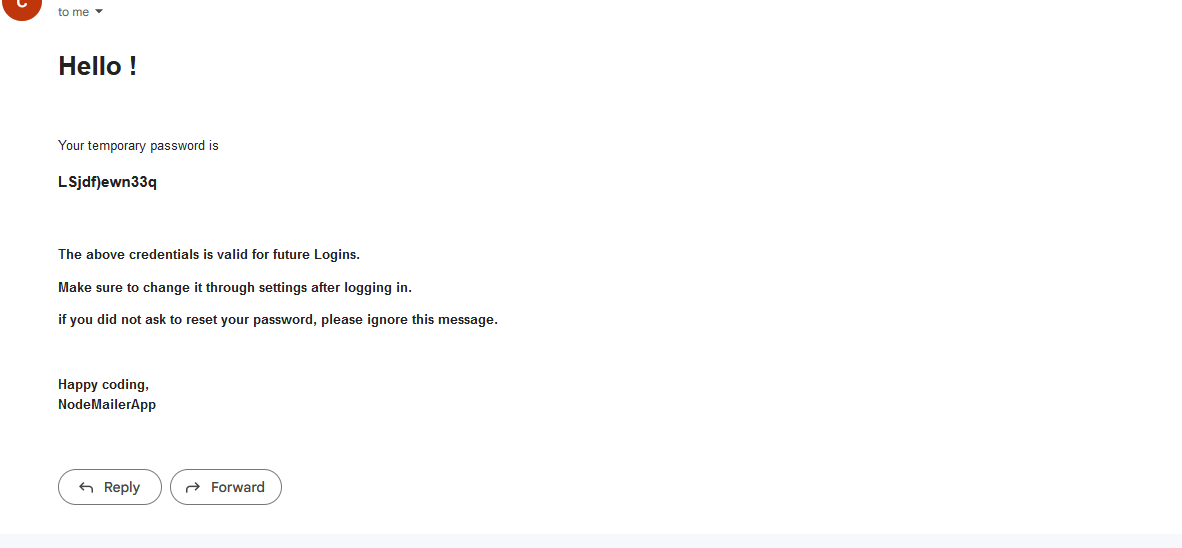 C
to me
Hello !
Your temporary password is
LSjdf)ewn33q
The above credentials is valid for future Logins.
Make sure to change it through settings after logging in.
if you did not ask to reset your password, please ignore this message.
Happy coding,
NodeMailerApp
Reply Forward